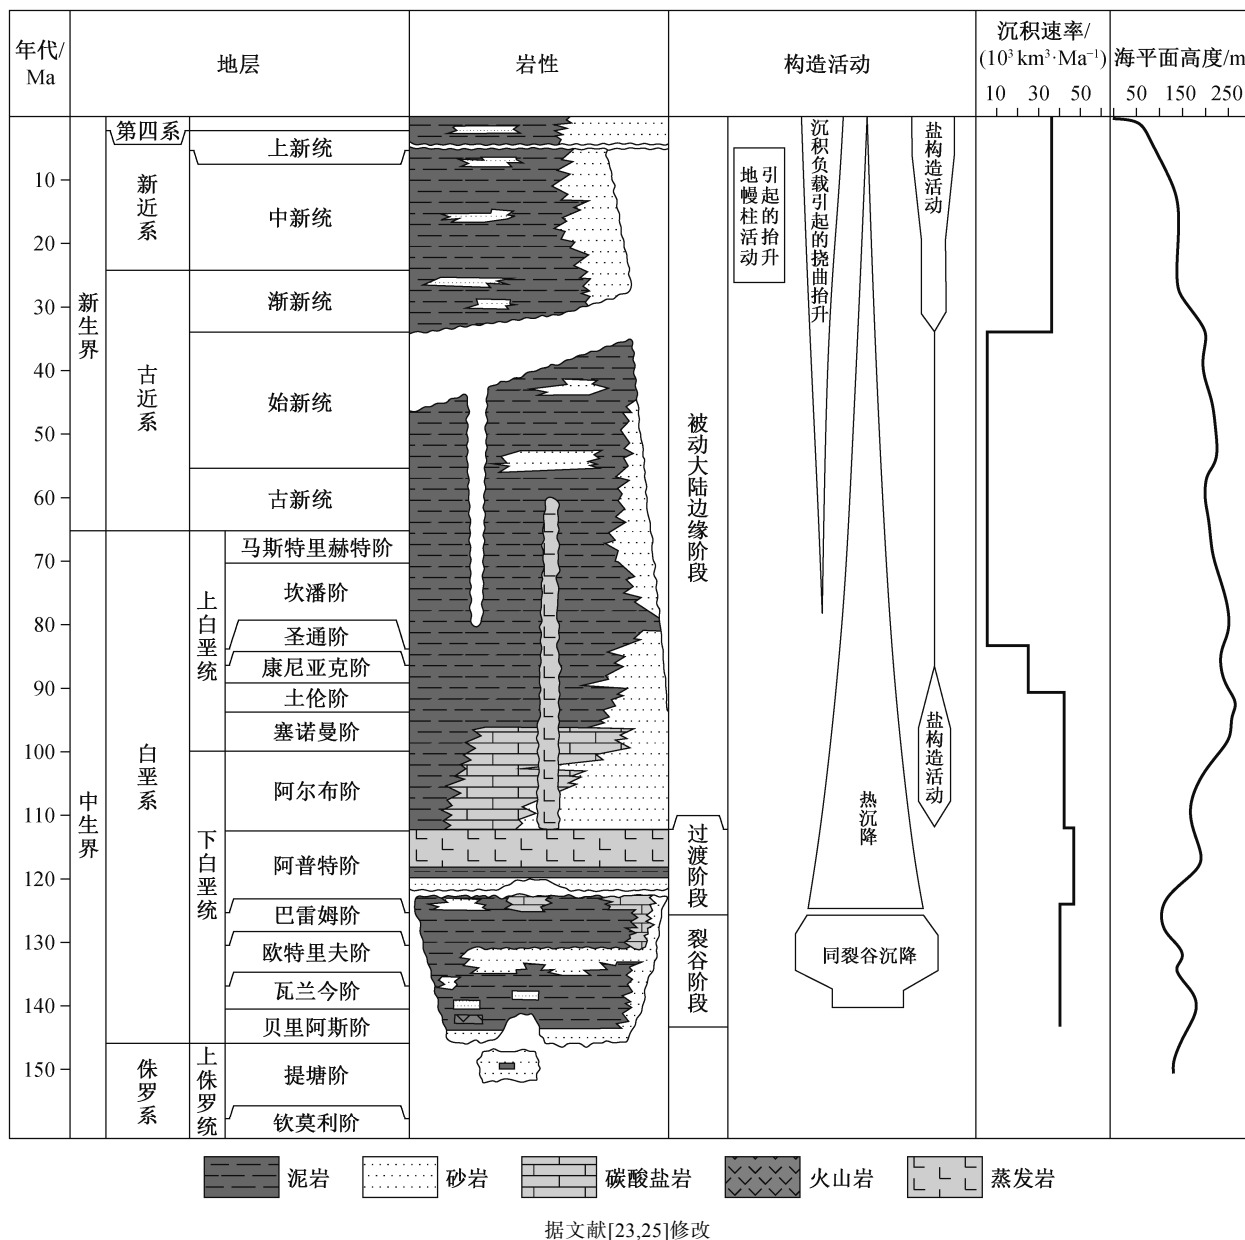 年代/
Ma
地层
岩性
构造活动
沉积速率/
(10³ km³·Ma⁻¹)
10 30 50
海平面高度/m
50 150 250
10
20
30
40
50
60
70
80
90
100
110
120
130
140
150
新生界
中生界
第四系
新近系
古近系
白垩系
侏罗系
上白垩统
下白垩统
上侏罗统
上新统
中新统
渐新统
始新统
古新统
马斯特里赫特阶
坎潘阶
圣通阶
康尼亚克阶
土伦阶
塞诺曼阶
阿尔布阶
阿普特阶
巴雷姆阶
欧特里夫阶
瓦兰今阶
贝里阿斯阶
提塘阶
钦莫利阶
被动大陆边缘阶段
过渡阶段
裂谷阶段
地幔柱活动
引起的抬升
沉积负载引起的挠曲抬升
热沉降
盐构造活动
盐构造活动
同裂谷沉降
泥岩
砂岩
碳酸盐岩
火山岩
蒸发岩
据文献[23,25]修改